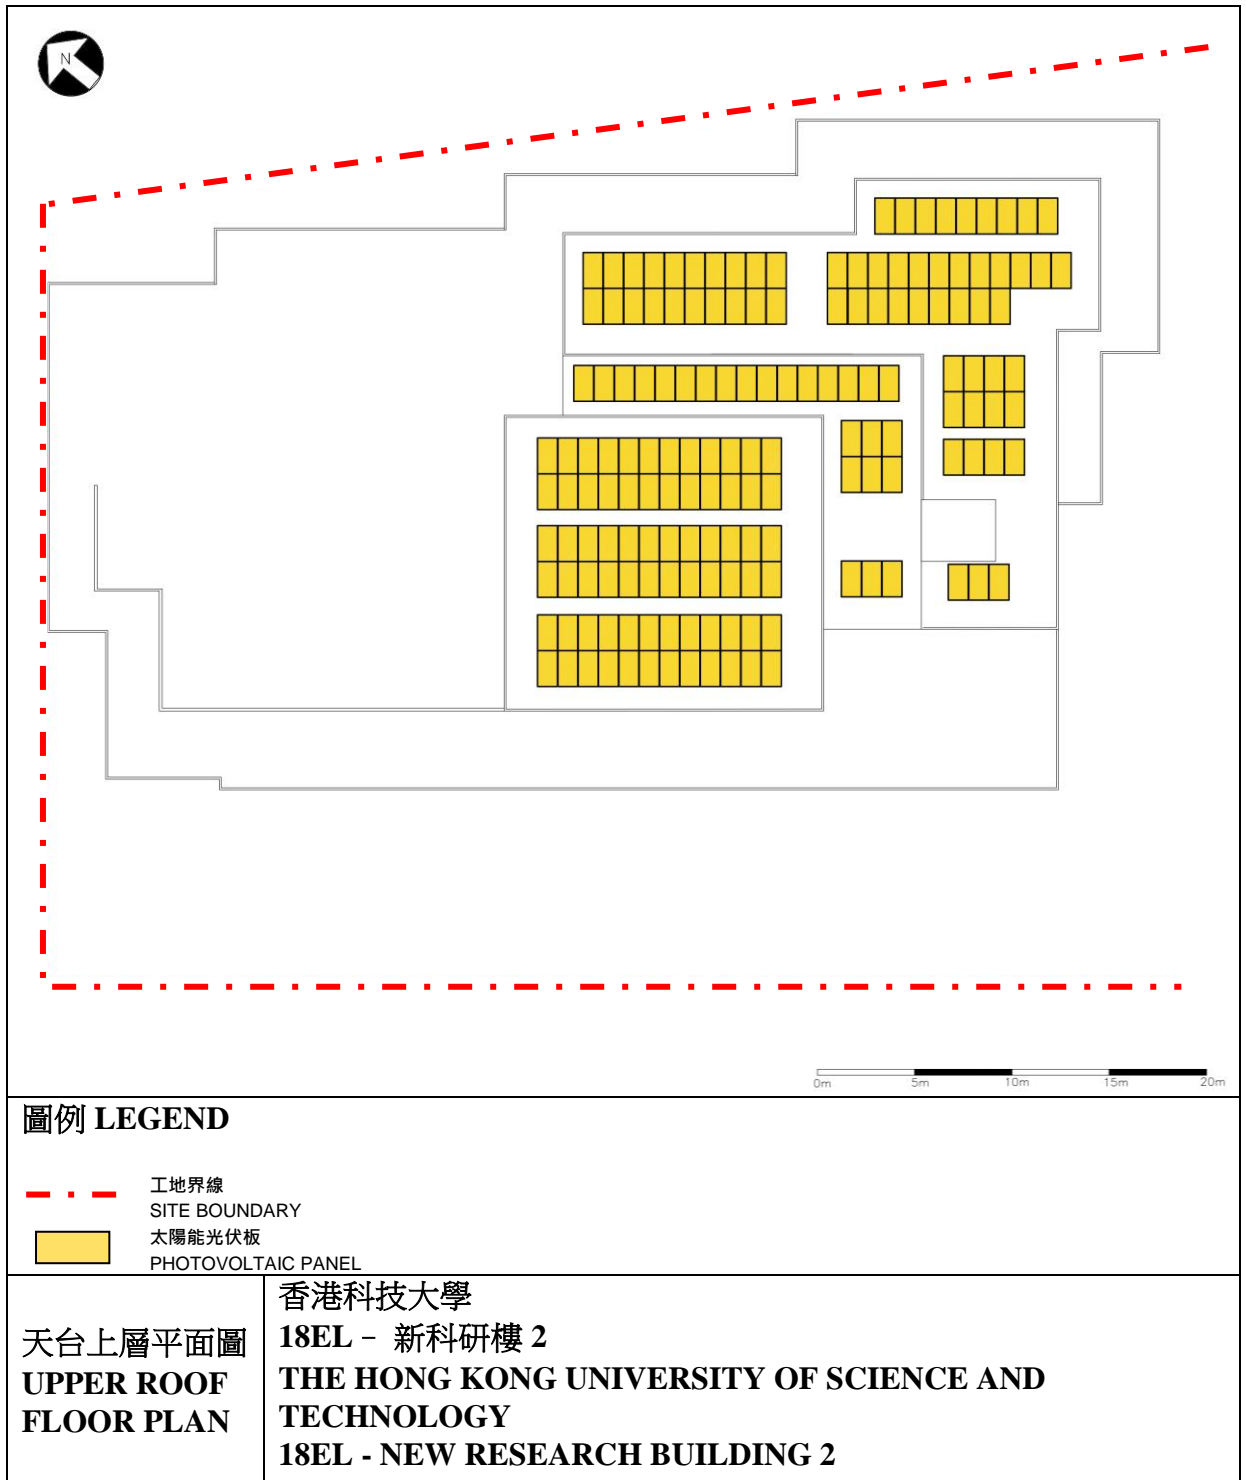 N
0m 5m 10m 15m 20m
圖例 LEGEND
工地界線
SITE BOUNDARY
太陽能光伏板
PHOTOVOLTAIC PANEL
天台上層平面圖
UPPER ROOF
FLOOR PLAN
香港科技大學
18EL – 新科研樓 2
THE HONG KONG UNIVERSITY OF SCIENCE AND
TECHNOLOGY
18EL - NEW RESEARCH BUILDING 2